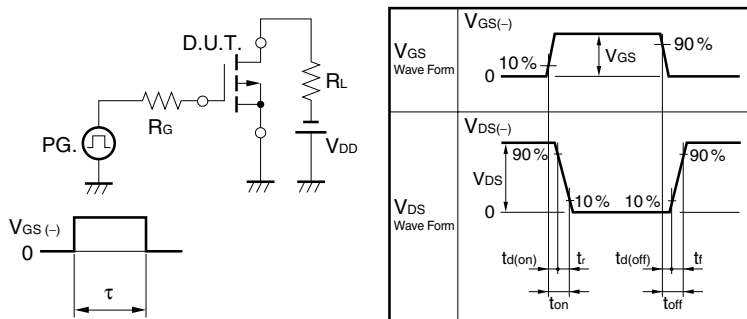 D.U.T.
RL
RG
PG.
VDD
VGS (−)
0
τ
VGS
Wave Form
VGS(−)
10 %
VGS
90 %
0
VDS
Wave Form
VDS(−)
90 %
90 %
VDS
10 %
10 %
0
td(on)
tr
td(off)
tf
ton
toff